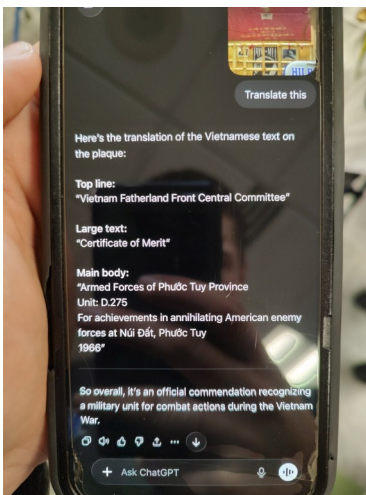 Translate this
Here's the translation of the Vietnamese text on
the plaque:
Top line:
"Vietnam Fatherland Front Central Committee"
Large text:
"Certificate of Merit"
Main body:
"Armed Forces of Phước Tuy Province
Unit: D.275
For achievements in annihilating American enemy
forces at Núi Đất, Phước Tuy
1966"
So overall, it's an official commendation recognizing
a military unit for combat actions during the Vietnam
War.
Ask ChatGPT